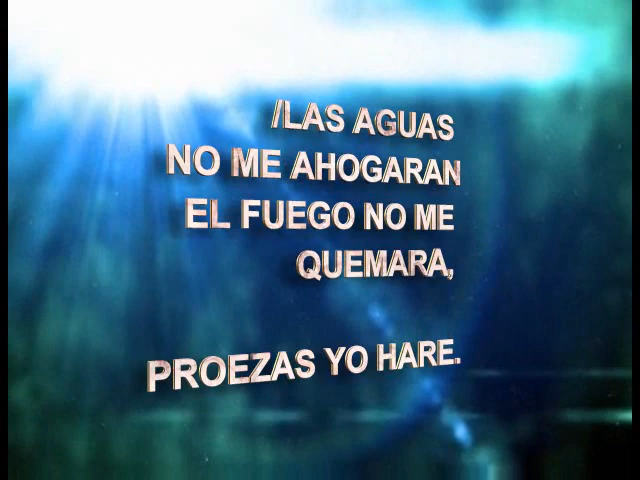 /LAS AGUAS
NO ME AHOGARAN
EL FUEGO NO ME
QUEMARA,
PROEZAS YO HARE.